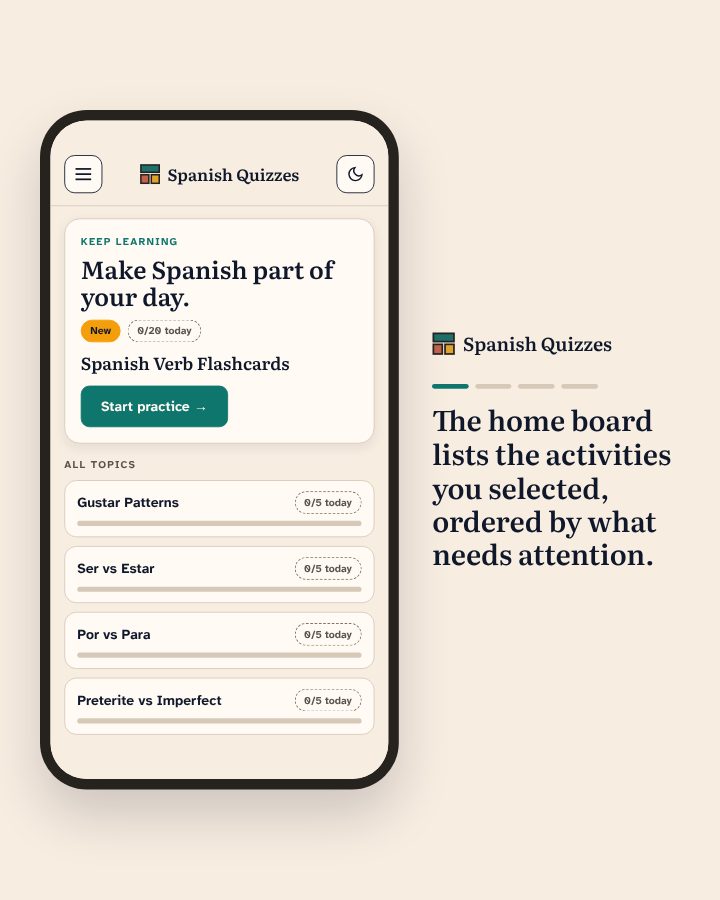 Spanish Quizzes
KEEP LEARNING
Make Spanish part of
your day.
New
0/20 today
Spanish Verb Flashcards
Start practice →
ALL TOPICS
Gustar Patterns
0/5 today
Ser vs Estar
0/5 today
Por vs Para
0/5 today
Preterite vs Imperfect
0/5 today
Spanish Quizzes
The home board
lists the activities
you selected,
ordered by what
needs attention.